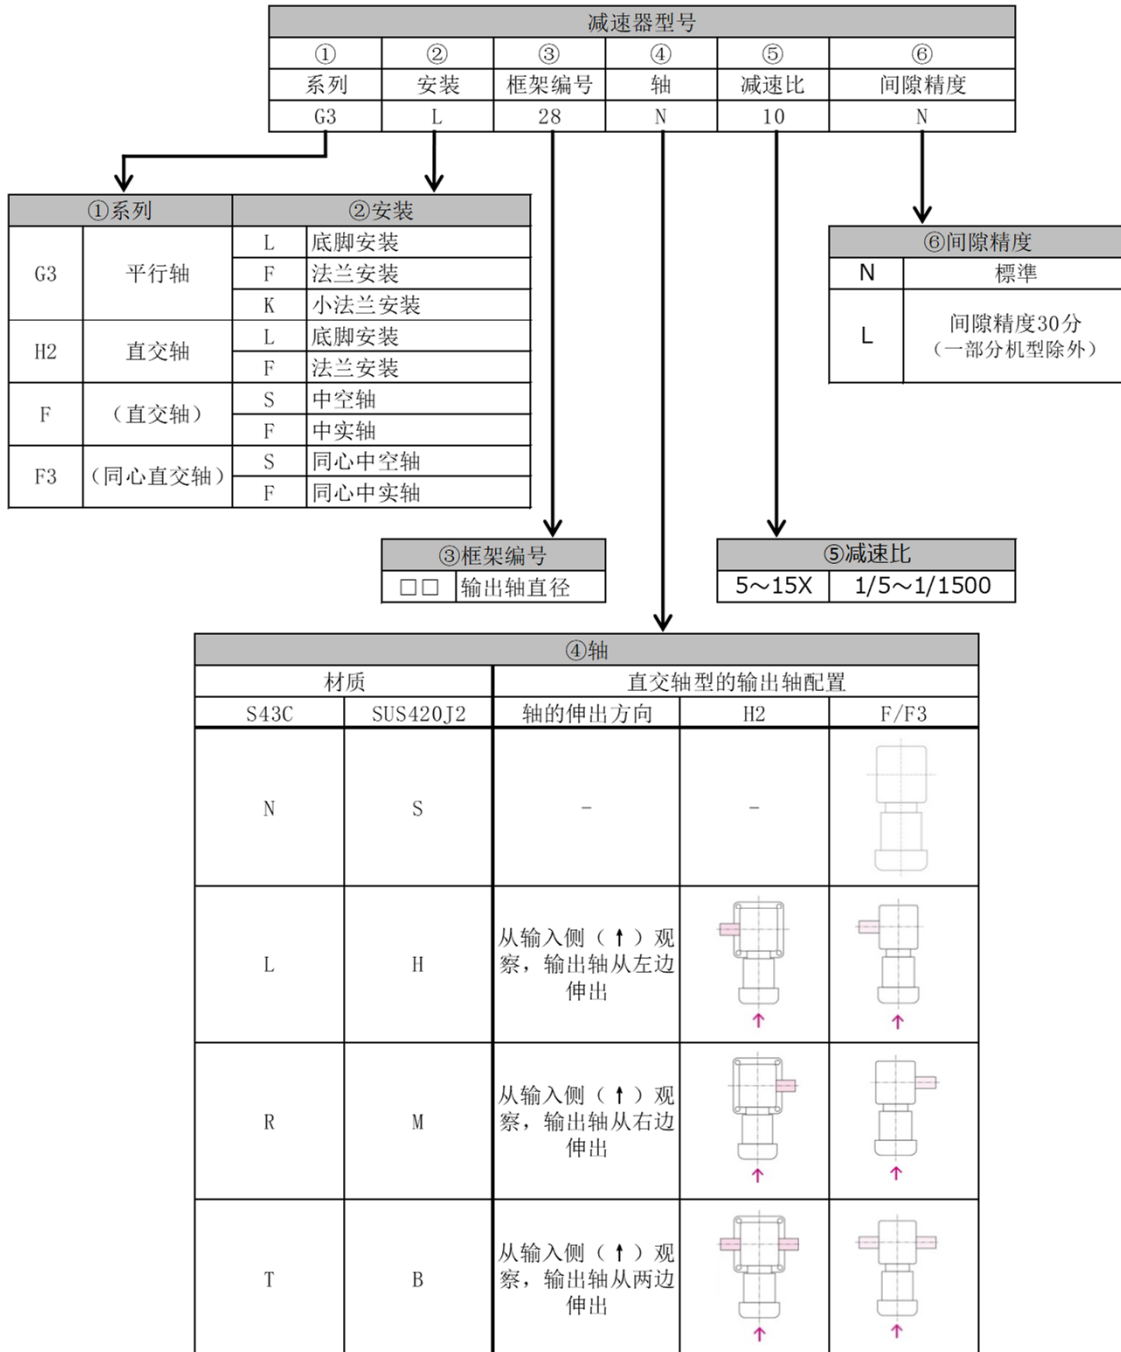 减速器型号
① ② ③ ④ ⑤ ⑥
系列 安装 框架编号 轴 减速比 间隙精度
G3 L 28 N 10 N
①系列 ②安装
G3 平行轴
L 底脚安装
F 法兰安装
K 小法兰安装
H2 直交轴
L 底脚安装
F 法兰安装
F （直交轴）
S 中空轴
F 中实轴
F3 （同心直交轴）
S 同心中空轴
F 同心中实轴
⑥间隙精度
N 標準
L 间隙精度30分
（一部分机型除外）
③框架编号
□□ 输出轴直径
⑤减速比
5～15X 1/5～1/1500
④轴
材质 直交轴型的输出轴配置
S43C SUS420J2 轴的伸出方向 H2 F/F3
N S － －
L H 从输入侧（↑）观
察，输出轴从左边
伸出
R M 从输入侧（↑）观
察，输出轴从右边
伸出
T B 从输入侧（↑）观
察，输出轴从两边
伸出